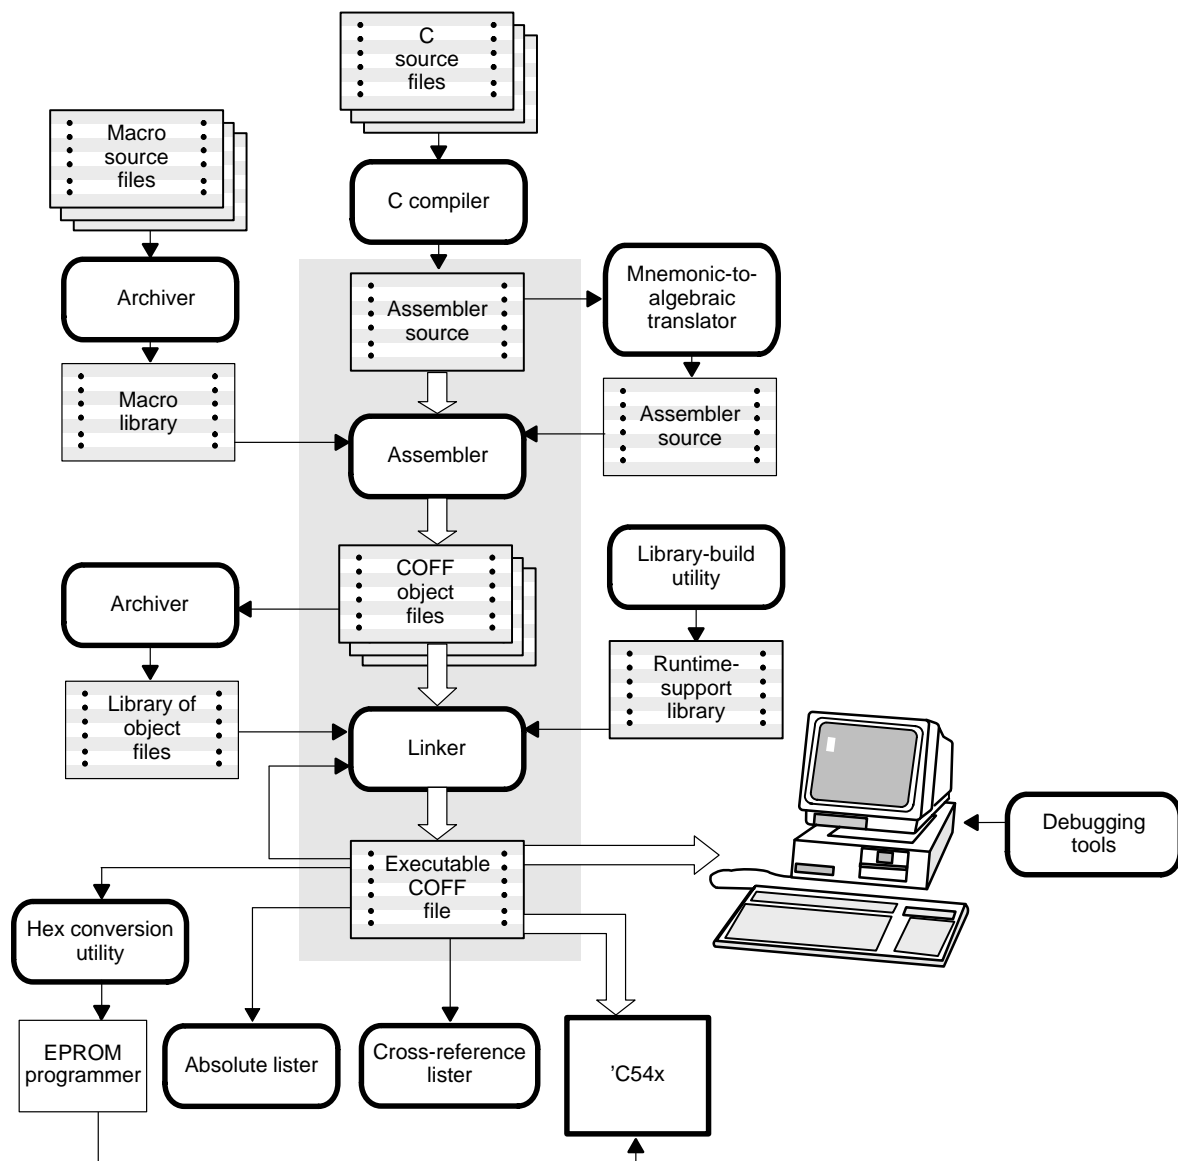 C
source
files
Macro
source
files
C compiler
Archiver
Assembler
source
Mnemonic-to-
algebraic
translator
Macro
library
Assembler
source
Assembler
COFF
object
files
Library-build
utility
Archiver
Runtime-
support
library
Library of
object
files
Linker
Debugging
tools
Executable
COFF
file
Hex conversion
utility
EPROM
programmer
Absolute lister
Cross-reference
lister
’C54x